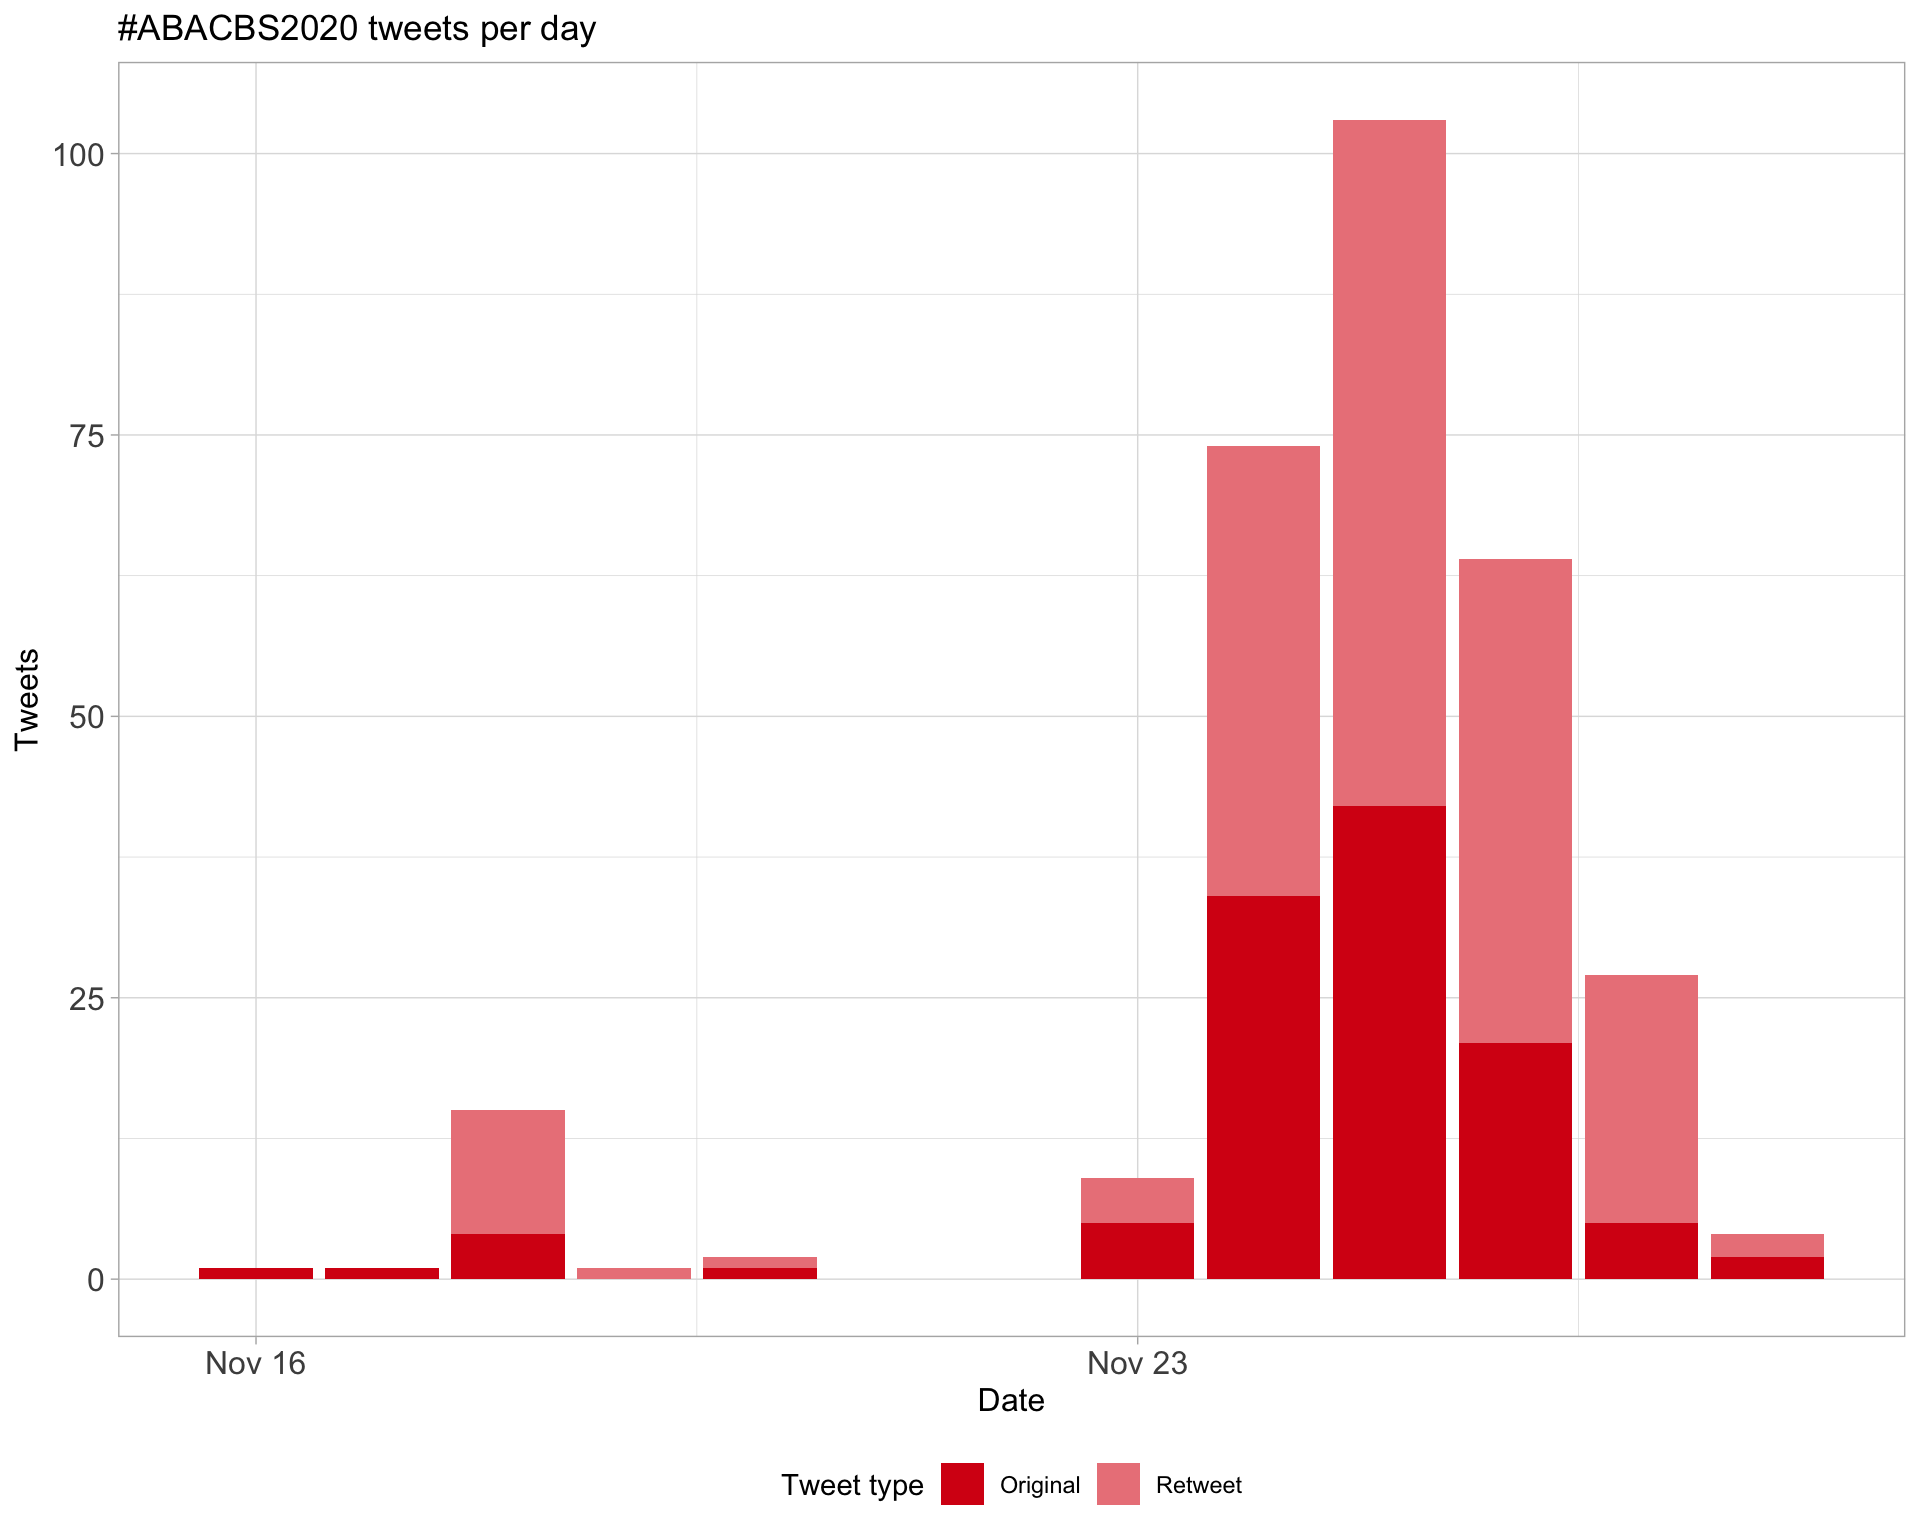 #ABACBS2020 tweets per day
100
75
50
25
0
Tweets
Nov 16
Nov 23
Date
Tweet type
Original
Retweet